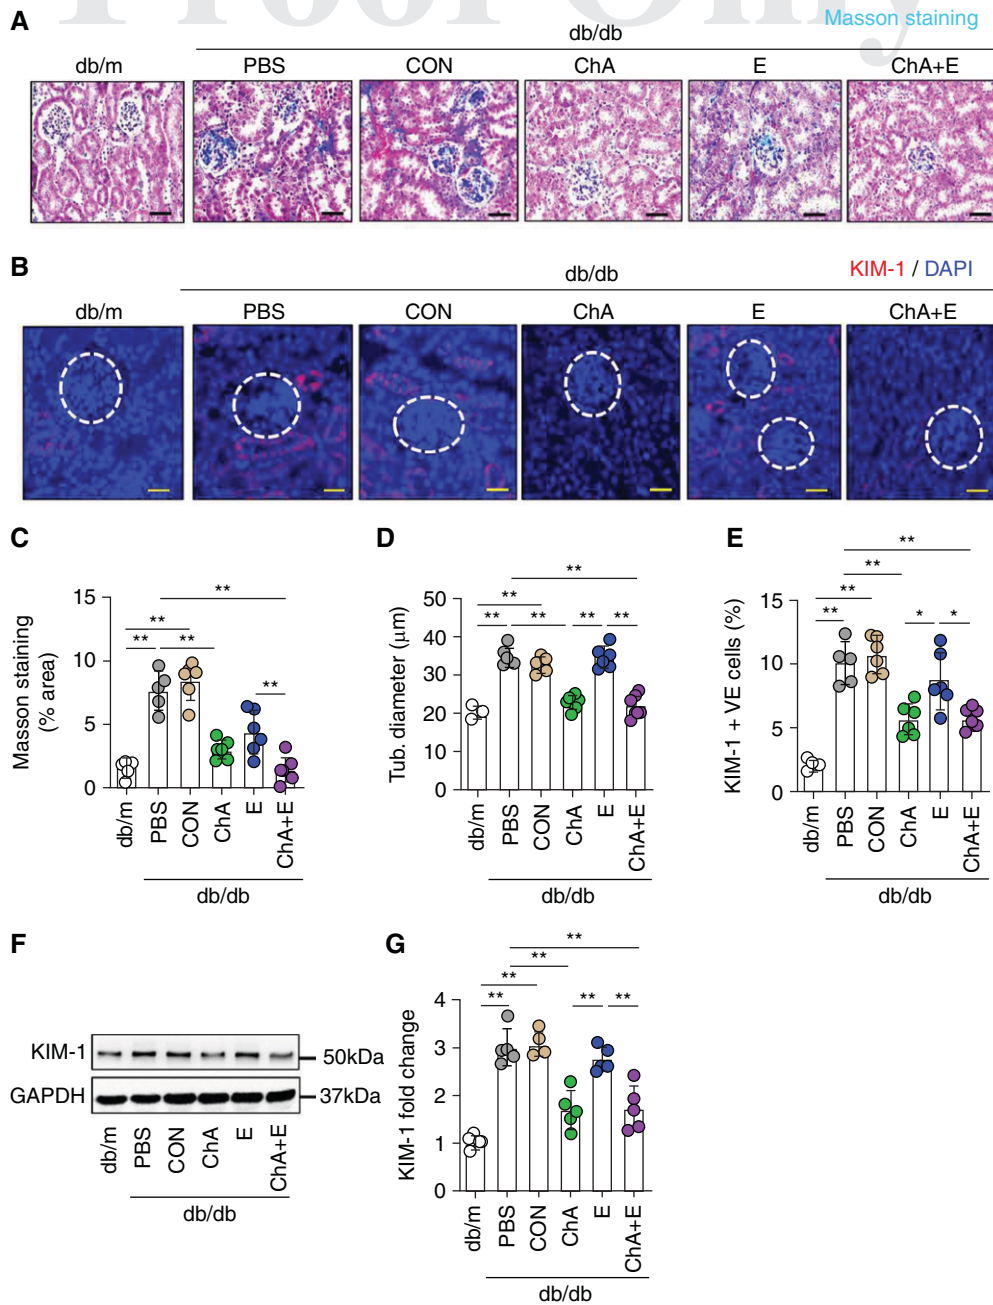 Proof Only
A
Masson staining
db/db
db/m PBS CON ChA E ChA+E
B
KIM-1 / DAPI
db/db
db/m PBS CON ChA E ChA+E
C
Masson staining
(% area)
15
10
5
0
**
**
**
**
**
db/m PBS CON ChA E ChA+E
db/db
D
Tub. diameter (μm)
50
40
30
20
10
0
**
**
** ** ** **
db/m PBS CON ChA E ChA+E
db/db
E
KIM-1 + VE cells (%)
15
10
5
0
**
**
**
** * *
db/m PBS CON ChA E ChA+E
db/db
F
KIM-1
50kDa
GAPDH
37kDa
db/m PBS CON ChA E ChA+E
db/db
G
KIM-1 fold change
4
3
2
1
0
**
**
**
** ** **
db/m PBS CON ChA E ChA+E
db/db